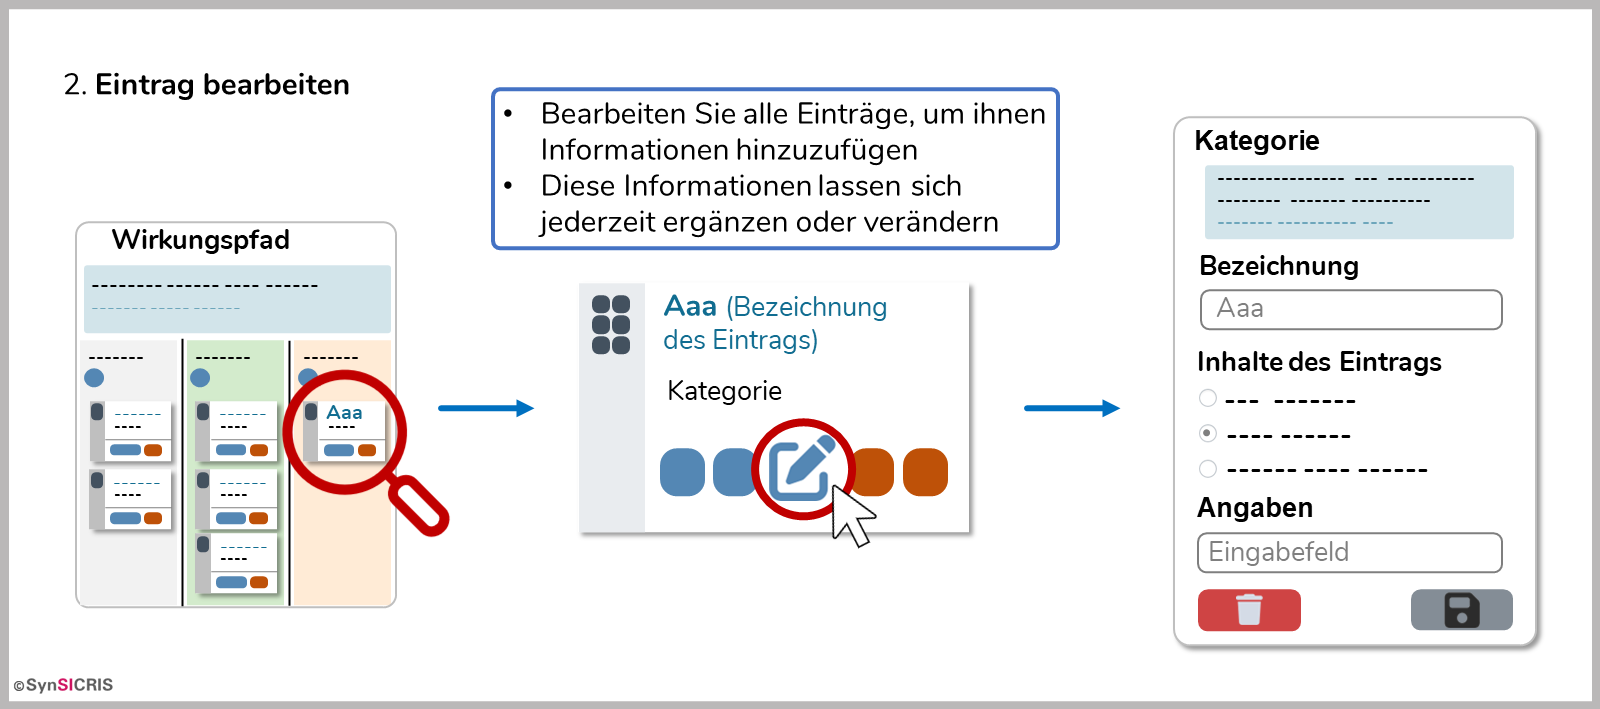 2. Eintrag bearbeiten
• Bearbeiten Sie alle Einträge, um ihnen
Informationen hinzuzufügen
• Diese Informationen lassen sich
jederzeit ergänzen oder verändern
Wirkungspfad
Aaa
Aaa (Bezeichnung
des Eintrags)
Kategorie
Kategorie
Bezeichnung
Aaa
Inhalte des Eintrags
Angaben
Eingabefeld
©SynSICRIS